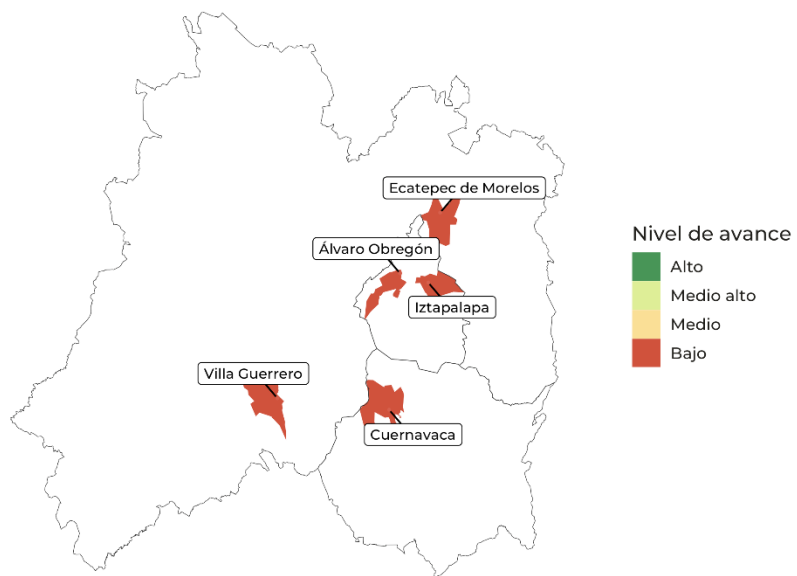 Ecatepec de Morelos
Álvaro Obregón
Iztapalapa
Villa Guerrero
Cuernavaca
Nivel de avance
Alto
Medio alto
Medio
Bajo